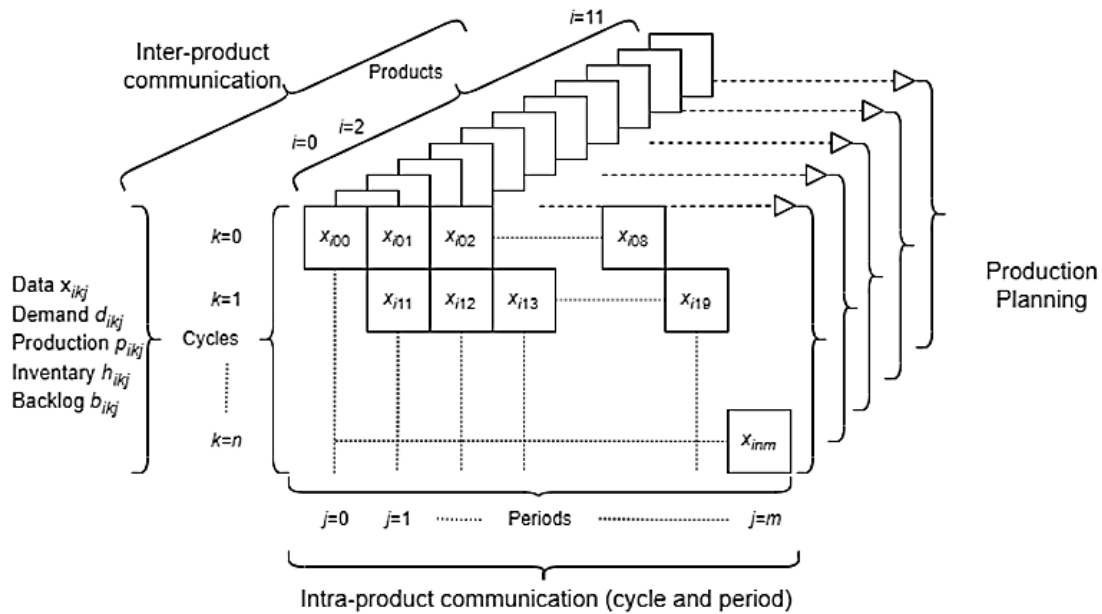 i=11
Inter-product
communication
Products
i=2
i=0
k=0
x_{i00} x_{i01} x_{i02} x_{i08}
Data x_{ikj}
Demand d_{ikj}
Production p_{ikj}
Inventary h_{ikj}
Backlog b_{ikj}
k=1
x_{i11} x_{i12} x_{i13} x_{i19}
Cycles
k=n
x_{inm}
Production
Planning
j=0 j=1 Periods j=m
Intra-product communication (cycle and period)